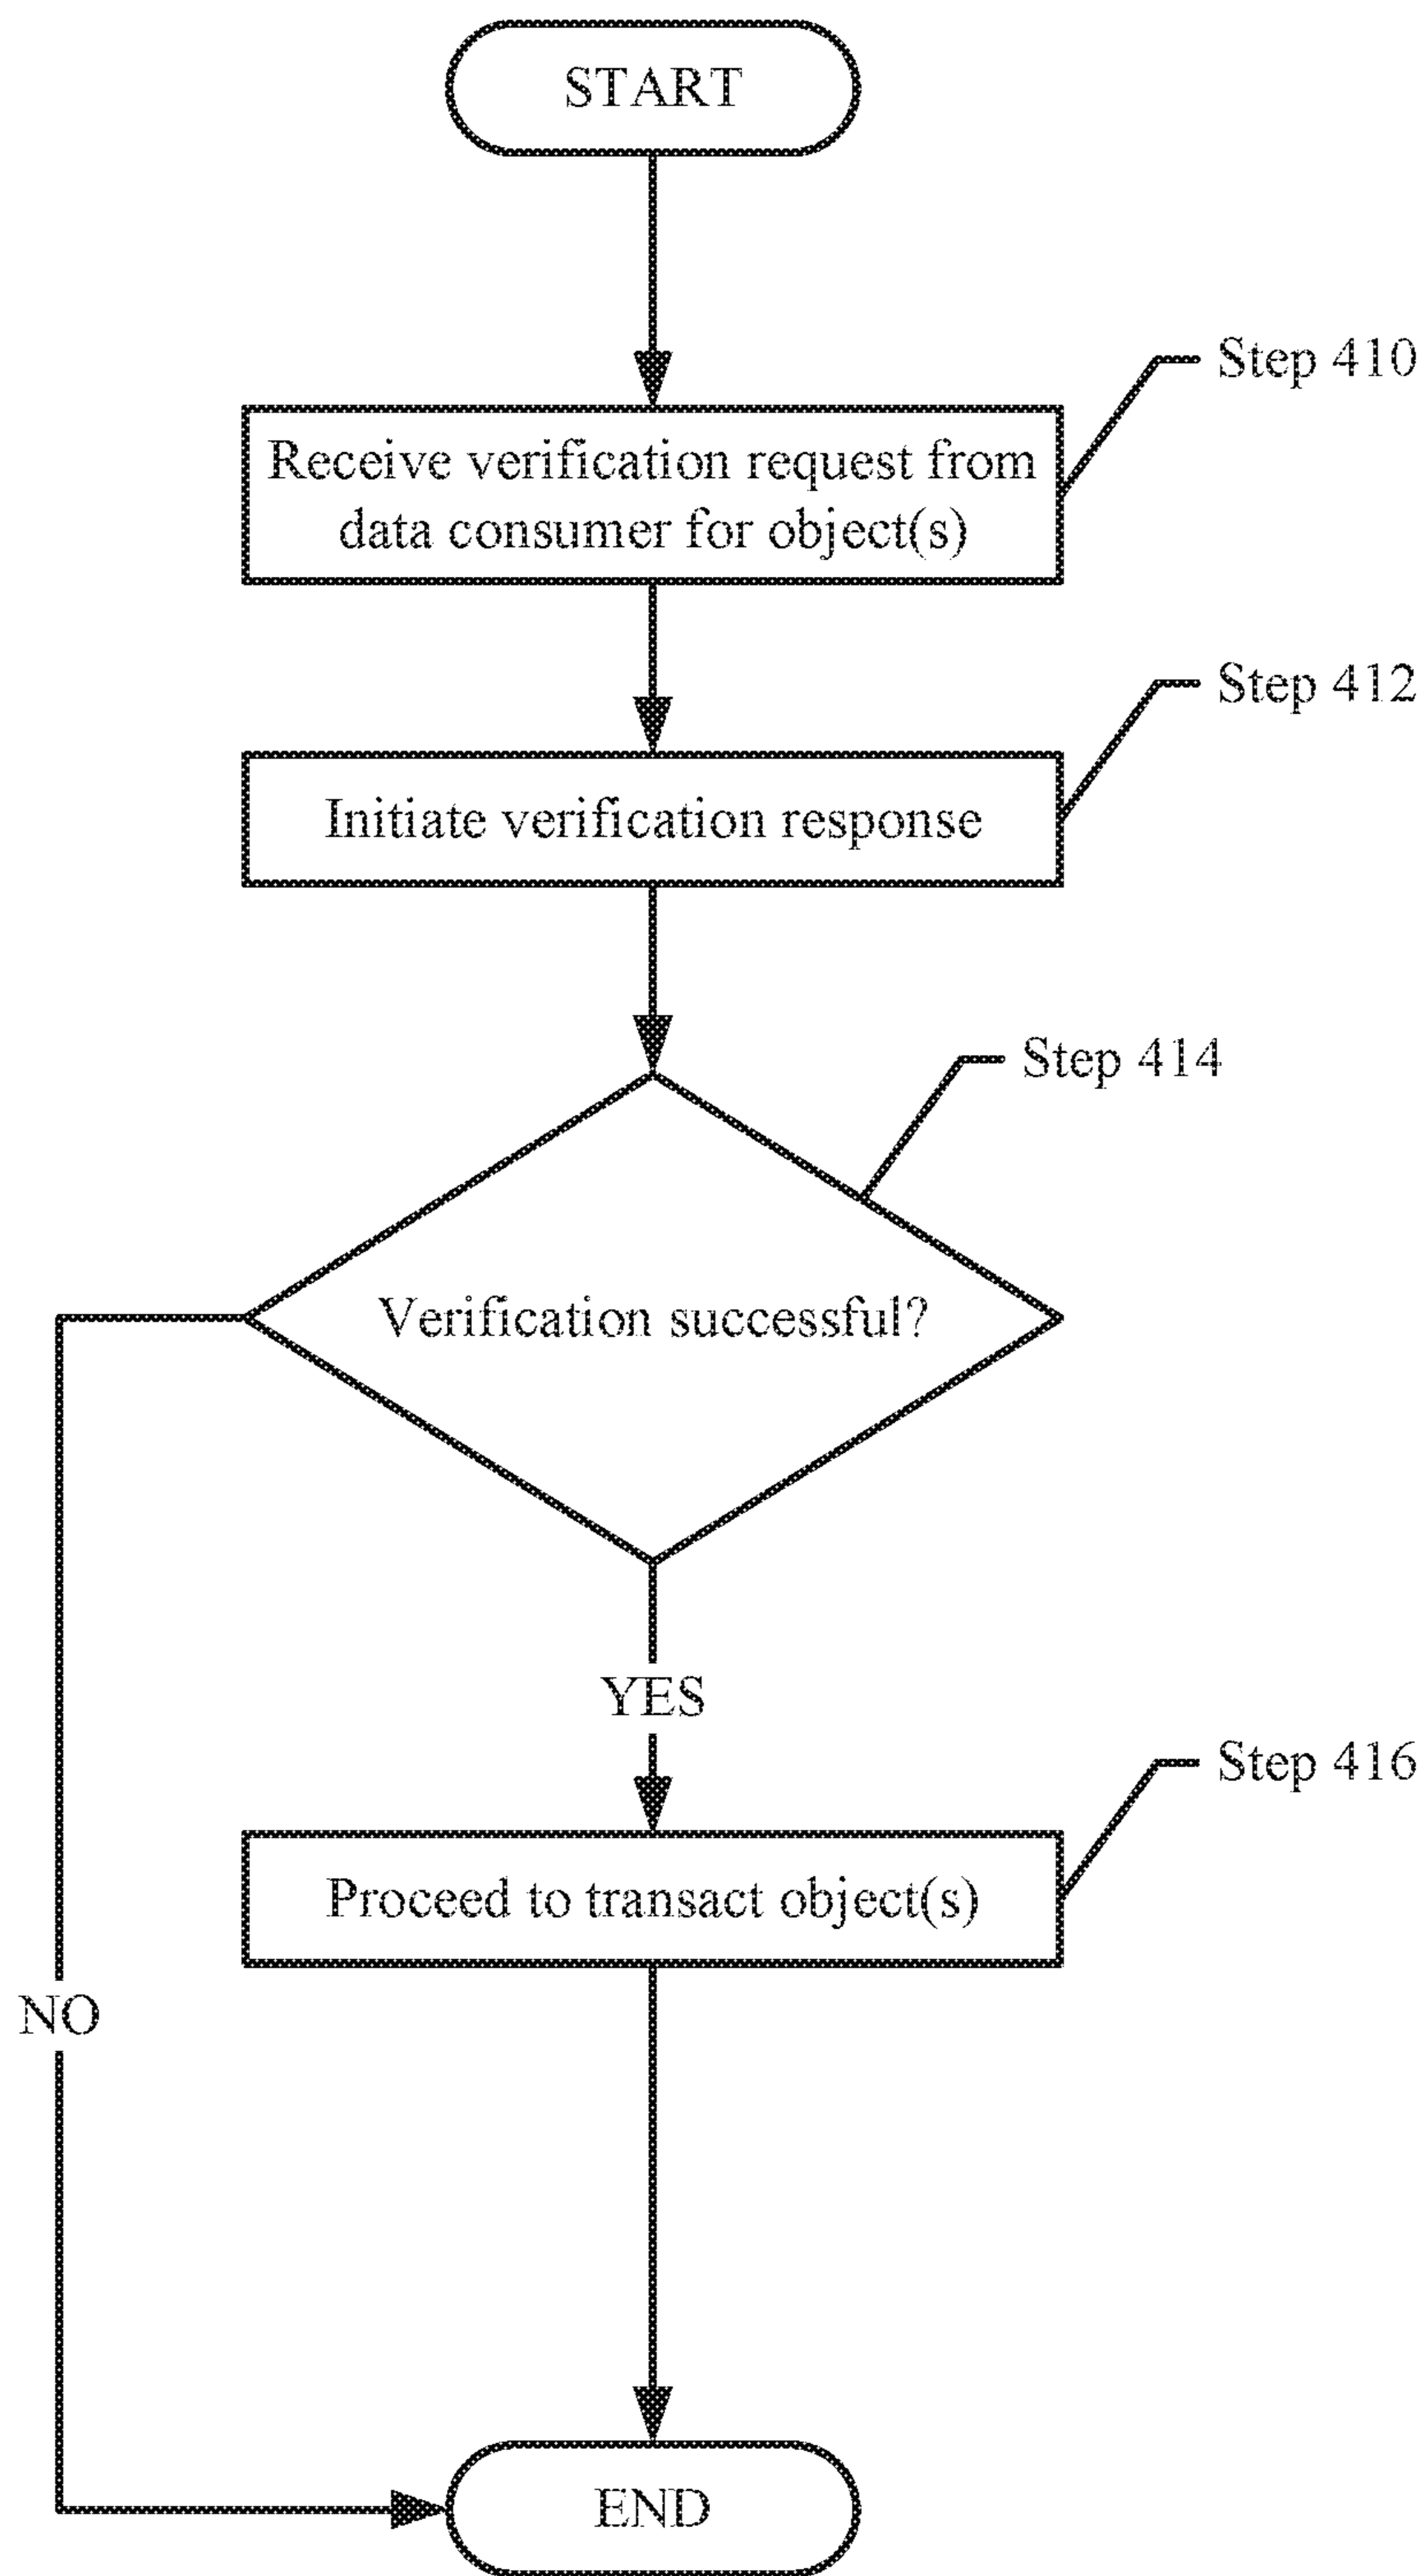 START
Step 410
Receive verification request from
data consumer for object(s)
Step 412
Initiate verification response
Step 414
Verification successful?
YES
Step 416
Proceed to transact object(s)
NO
END